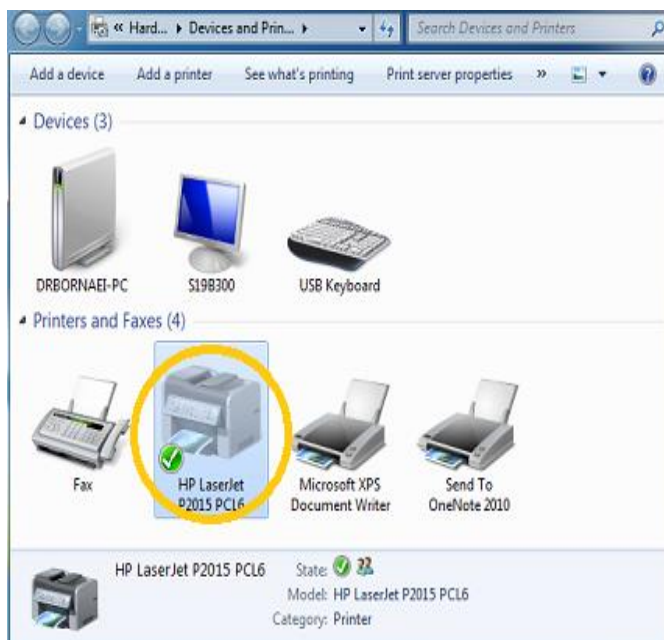 « Hard... ▸ Devices and Prin... ▸
Search Devices and Printers
Add a device Add a printer See what's printing Print server properties »
Devices (3)
DRBORNAEI-PC S19B300 USB Keyboard
Printers and Faxes (4)
Fax HP LaserJet Microsoft XPS Send To
P2015 PCL6 Document Writer OneNote 2010
HP LaserJet P2015 PCL6 State:
Model: HP LaserJet P2015 PCL6
Category: Printer